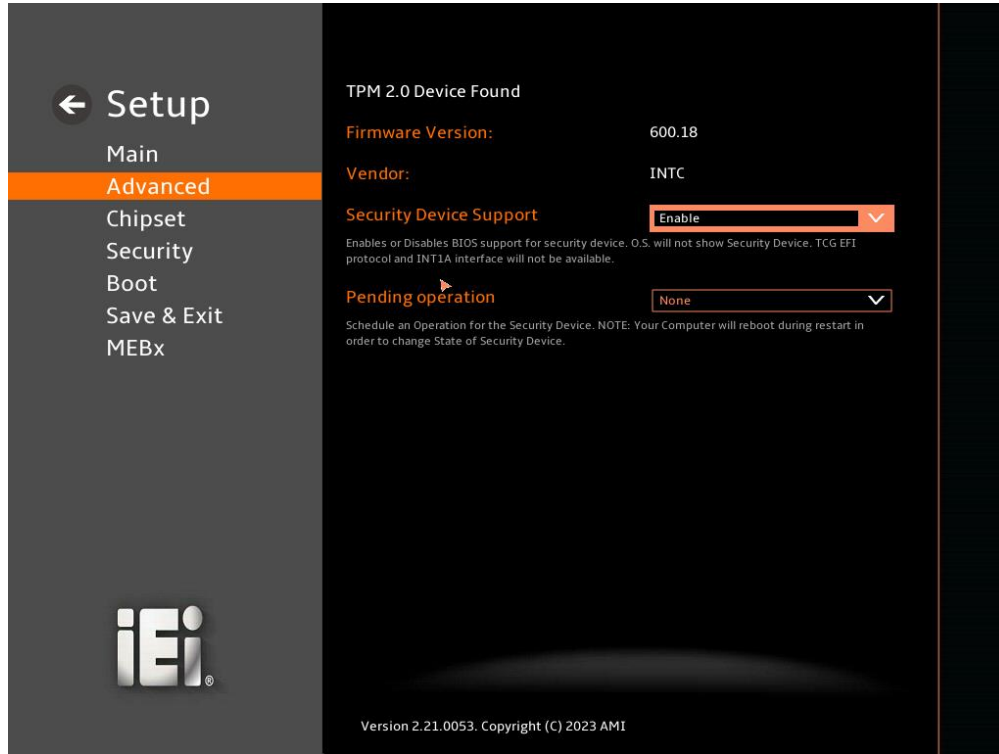 Setup
Main
Advanced
Chipset
Security
Boot
Save & Exit
MEBx
TPM 2.0 Device Found
Firmware Version: 600.18
Vendor: INTC
Security Device Support Enable
Enables or Disables BIOS support for security device. O.S. will not show Security Device. TCG EFI
protocol and INT1A interface will not be available.
Pending operation None
Schedule an Operation for the Security Device. NOTE: Your Computer will reboot during restart in
order to change State of Security Device.
iEi®
Version 2.21.0053. Copyright (C) 2023 AMI